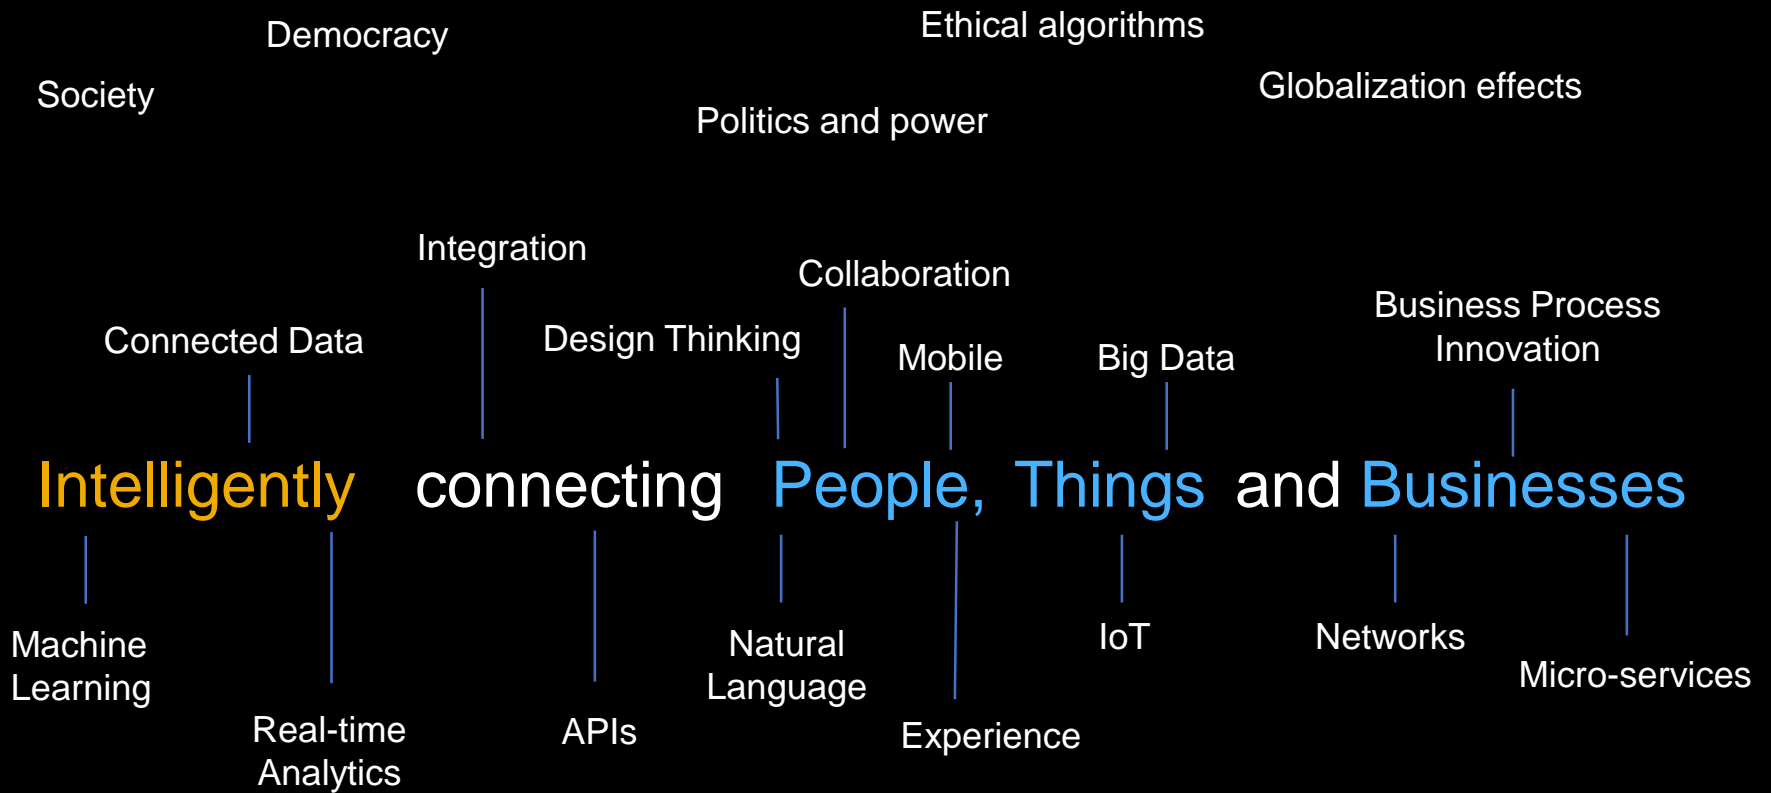 Ethical algorithms
Democracy
Globalization effects
Society
Politics and power
Integration
Collaboration
Business Process
Innovation
Connected Data
Design Thinking
Mobile
Big Data
Intelligently connecting People, Things and Businesses
Machine
Learning
Natural
Language
IoT
Networks
Micro-services
Real-time
Analytics
APIs
Experience